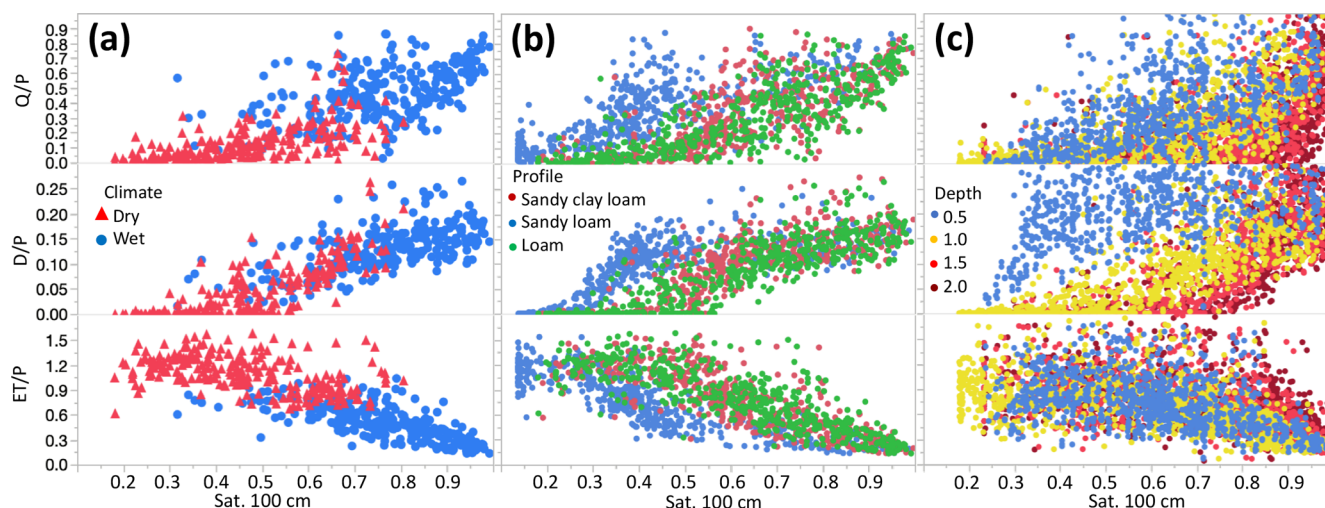 (a)
(b)
(c)
Q/P
0.9
0.8
0.7
0.6
0.5
0.4
0.3
0.2
0.1
0.0
D/P
0.25
0.20
0.15
0.10
0.05
0.00
ET/P
1.5
1.2
0.9
0.6
0.3
0.0
Climate
Dry
Wet
Profile
Sandy clay loam
Sandy loam
Loam
Depth
0.5
1.0
1.5
2.0
0.2 0.3 0.4 0.5 0.6 0.7 0.8 0.9
Sat. 100 cm
0.2 0.3 0.4 0.5 0.6 0.7 0.8 0.9
Sat. 100 cm
0.2 0.3 0.4 0.5 0.6 0.7 0.8 0.9
Sat. 100 cm